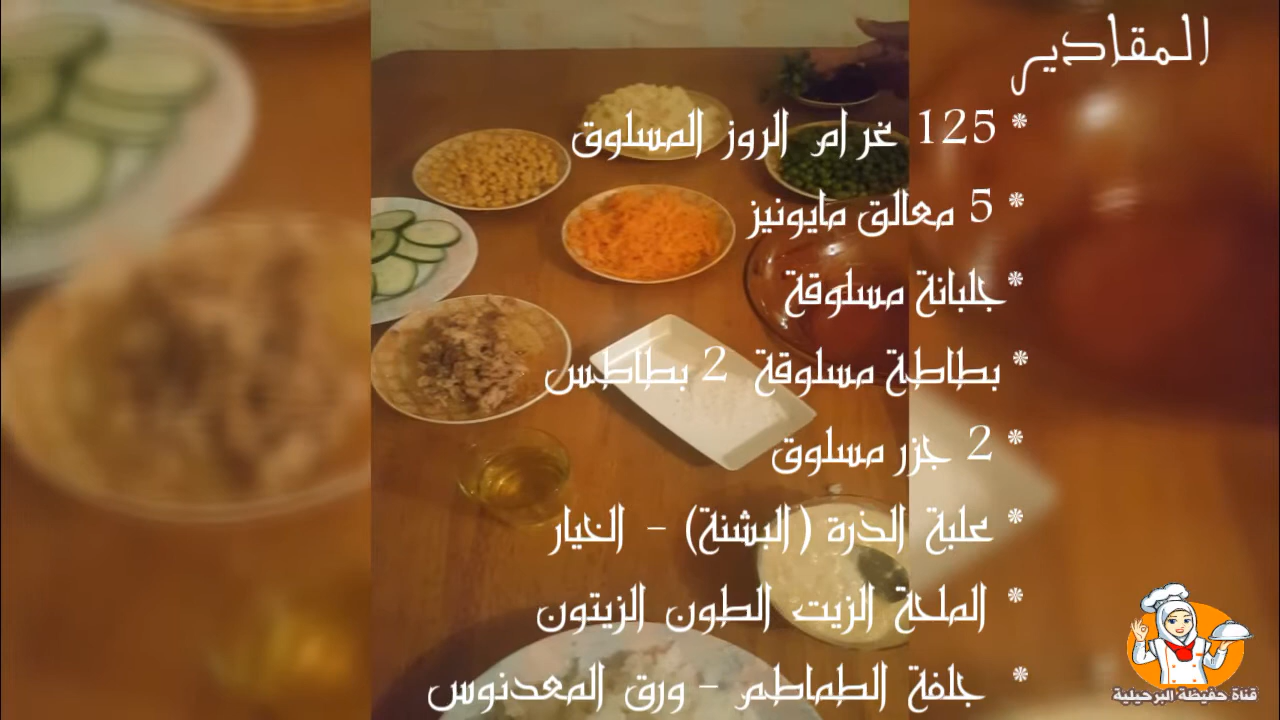 المقادير
* 125 غرام الروز المسلوق
* 5 معالق مايونيز
* جلبانة مسلوقة
* بطاطة مسلوقة 2 بطاطس
* 2 جزر مسلوق
* علبة الذرة (البشنة) - الخيار
* الملحة الزيت الطون الزيتون
* جلفة الطماطم - ورق المعدنوس
قناة حفيظة البرحيلية